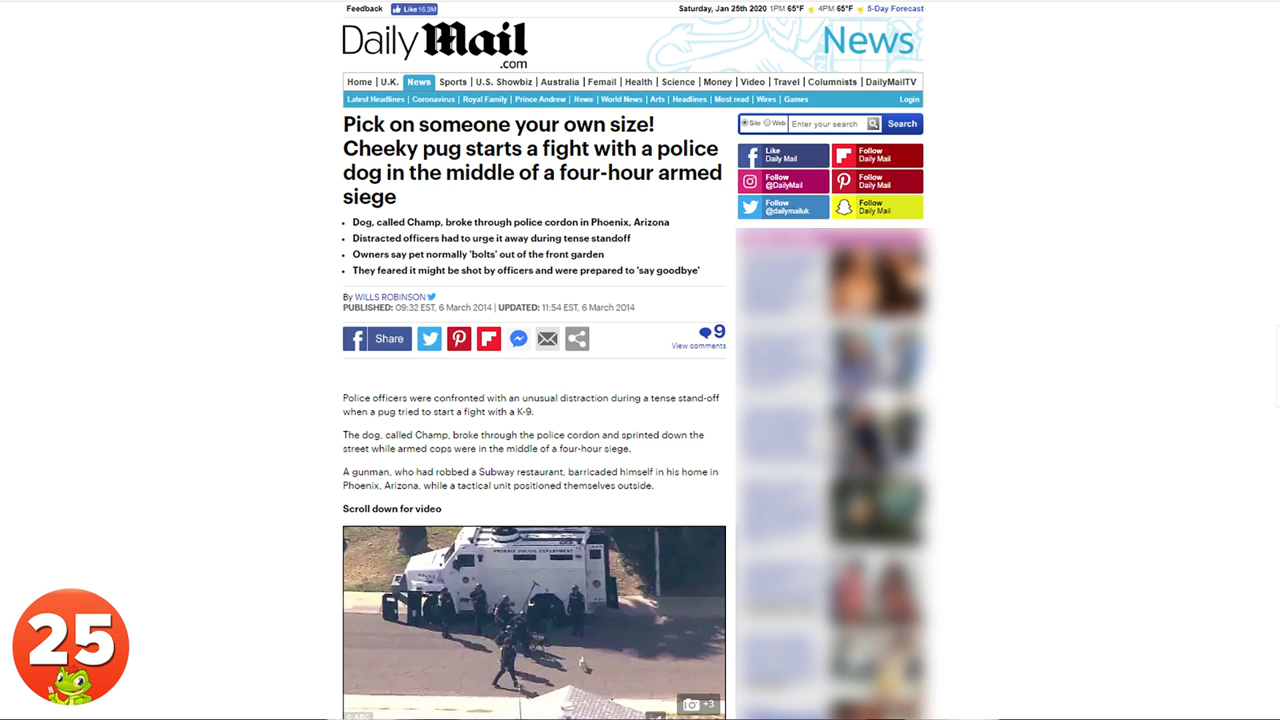 Feedback Like 16.3M Saturday, Jan 25th 2020 1PM 65°F 4PM 65°F 5-Day Forecast
Daily Mail .com News
Home U.K. News Sports U.S. Showbiz Australia Femail Health Science Money Video Travel Columnists DailyMailTV
Latest Headlines Coronavirus Royal Family Prince Andrew News World News Arts Headlines Most read Wires Games Login
Site Web Enter your search Search
Pick on someone your own size!
Cheeky pug starts a fight with a police
dog in the middle of a four-hour armed
siege
Like
Daily Mail
Follow
Daily Mail
Follow
@DailyMail
Follow
Daily Mail
Follow
@dailymailuk
Follow
Daily Mail
Dog, called Champ, broke through police cordon in Phoenix, Arizona
Distracted officers had to urge it away during tense standoff
Owners say pet normally 'bolts' out of the front garden
They feared it might be shot by officers and were prepared to 'say goodbye'
By WILLS ROBINSON
PUBLISHED: 09:32 EST, 6 March 2014 | UPDATED: 11:54 EST, 6 March 2014
Share
9
View comments
Police officers were confronted with an unusual distraction during a tense stand-off
when a pug tried to start a fight with a K-9.
The dog, called Champ, broke through the police cordon and sprinted down the
street while armed cops were in the middle of a four-hour siege.
A gunman, who had robbed a Subway restaurant, barricaded himself in his home in
Phoenix, Arizona, while a tactical unit positioned themselves outside.
Scroll down for video
PHOENIX POLICE DEPARTMENT
POLICE
+3
25